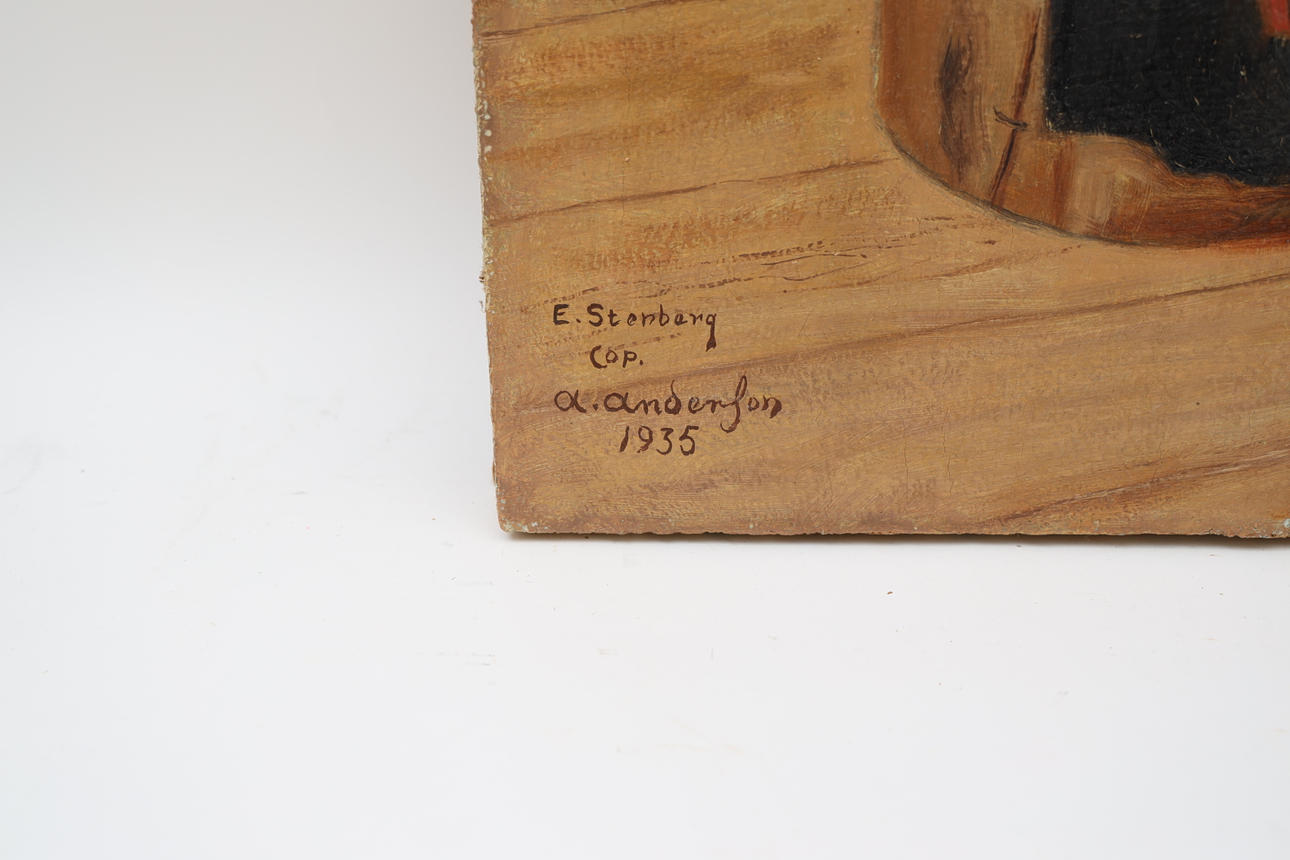 E. Stenberg
Cop.
A. Anderson
1935